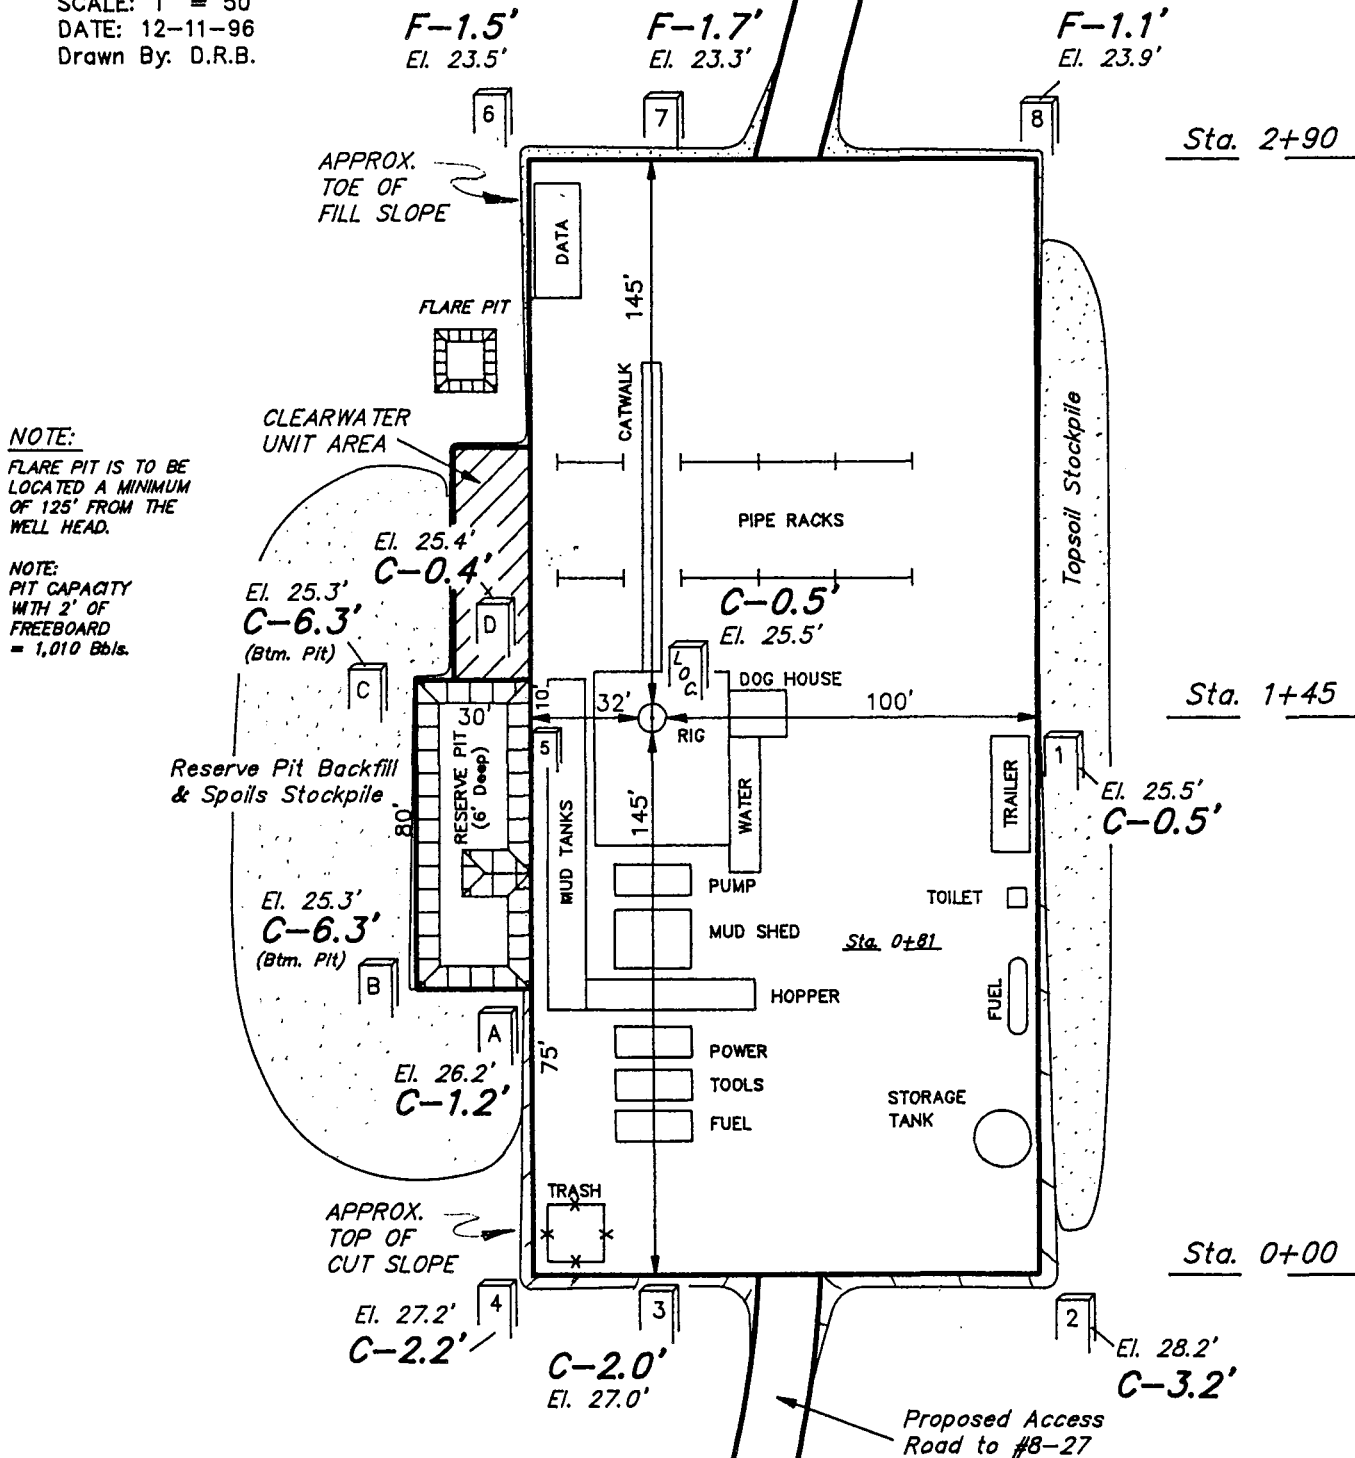 SCALE: 1" = 50'
DATE: 12-11-96
Drawn By: D.R.B.
F-1.5'
El. 23.5'
F-1.7'
El. 23.3'
F-1.1'
El. 23.9'
6
7
8
Sta. 2+90
APPROX.
TOE OF
FILL SLOPE
DATA
145'
FLARE PIT
CATWALK
CLEARWATER
UNIT AREA
NOTE:
FLARE PIT IS TO BE
LOCATED A MINIMUM
OF 125' FROM THE
WELL HEAD.
NOTE:
PIT CAPACITY
WITH 2' OF
FREEBOARD
= 1,010 Bbls.
PIPE RACKS
Topsoil Stockpile
El. 25.4'
C-0.4'
D
El. 25.3'
C-6.3'
(Btm. Pit)
C
C-0.5'
El. 25.5'
LOC.
DOG HOUSE
10'
32'
100'
RIG
Sta. 1+45
30'
RESERVE PIT
(6' Deep)
80'
5
Reserve Pit Backfill
& Spoils Stockpile
MUD TANKS
145'
WATER
TRAILER
1
El. 25.5'
C-0.5'
PUMP
TOILET
MUD SHED
Sta. 0+81
El. 25.3'
C-6.3'
(Btm. Pit)
B
HOPPER
FUEL
A
El. 26.2'
C-1.2'
75'
POWER
TOOLS
FUEL
STORAGE
TANK
TRASH
APPROX.
TOP OF
CUT SLOPE
Sta. 0+00
4
El. 27.2'
C-2.2'
3
C-2.0'
El. 27.0'
2
El. 28.2'
C-3.2'
Proposed Access
Road to #8-27